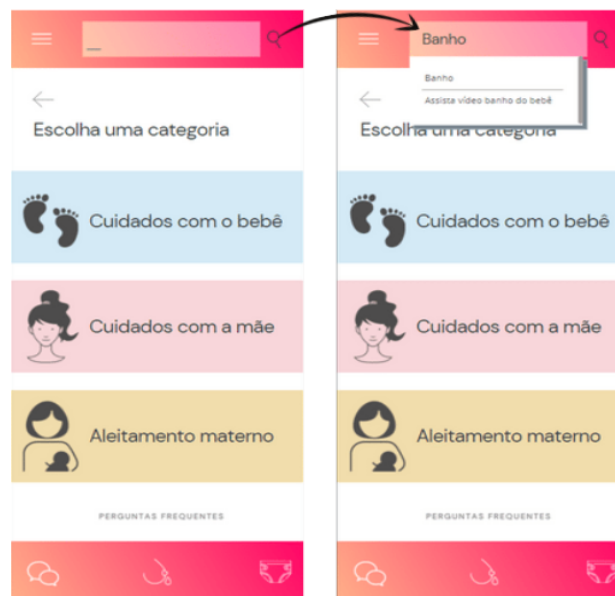 Escolha uma categoria
Cuidados com o bebê
Cuidados com a mãe
Aleitamento materno
PERGUNTAS FREQUENTES
Banho
Banho
Assista vídeo banho do bebê
Escolha uma categoria
Cuidados com o bebê
Cuidados com a mãe
Aleitamento materno
PERGUNTAS FREQUENTES